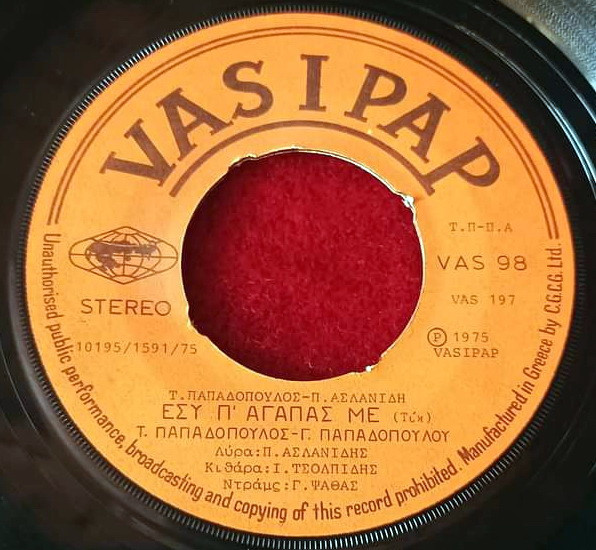 VASIPAP
Τ.Π-Π.Α
VAS 98
STEREO
VAS 197
10195/1591/75
Ⓟ 1975
VASIPAP
Τ.ΠΑΠΑΔΟΠΟΥΛΟΣ-Π.ΑΣΛΑΝΙΔΗ
ΕΣΥ Π' ΑΓΑΠΑΣ ΜΕ (Τίκ)
Τ. ΠΑΠΑΔΟΠΟΥΛΟΣ-Γ. ΠΑΠΑΔΟΠΟΥΛΟΥ
Λύρα:Π.ΑΣΛΑΝΙΔΗΣ
Κιθάρα:Ι.ΤΣΟΛΠΙΔΗΣ
Ντράμς:Γ.ΨΑΘΑΣ
Unauthorised public performance, broadcasting and copying of this record prohibited. Manufactured in Greece by C.G.C.G. Ltd.